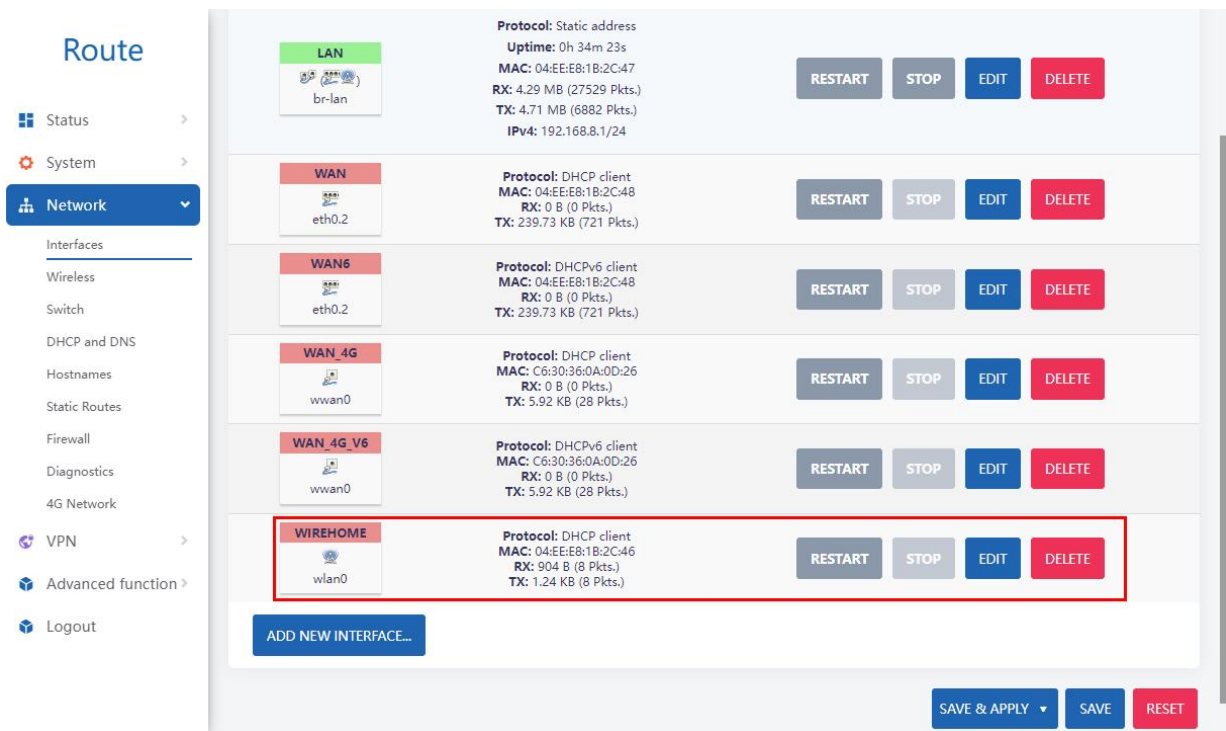 Route
Status
System
Network
Interfaces
Wireless
Switch
DHCP and DNS
Hostnames
Static Routes
Firewall
Diagnostics
4G Network
VPN
Advanced function
Logout
LAN
br-lan
Protocol: Static address
Uptime: 0h 34m 23s
MAC: 04:EE:E8:1B:2C:47
RX: 4.29 MB (27529 Pkts.)
TX: 4.71 MB (6882 Pkts.)
IPv4: 192.168.8.1/24
RESTART STOP EDIT DELETE
WAN
eth0.2
Protocol: DHCP client
MAC: 04:EE:E8:1B:2C:48
RX: 0 B (0 Pkts.)
TX: 239.73 KB (721 Pkts.)
RESTART STOP EDIT DELETE
WAN6
eth0.2
Protocol: DHCPv6 client
MAC: 04:EE:E8:1B:2C:48
RX: 0 B (0 Pkts.)
TX: 239.73 KB (721 Pkts.)
RESTART STOP EDIT DELETE
WAN_4G
wwan0
Protocol: DHCP client
MAC: C6:30:36:0A:0D:26
RX: 0 B (0 Pkts.)
TX: 5.92 KB (28 Pkts.)
RESTART STOP EDIT DELETE
WAN_4G_V6
wwan0
Protocol: DHCPv6 client
MAC: C6:30:36:0A:0D:26
RX: 0 B (0 Pkts.)
TX: 5.92 KB (28 Pkts.)
RESTART STOP EDIT DELETE
WIREHOME
wlan0
Protocol: DHCP client
MAC: 04:EE:E8:1B:2C:46
RX: 904 B (8 Pkts.)
TX: 1.24 KB (8 Pkts.)
RESTART STOP EDIT DELETE
ADD NEW INTERFACE...
SAVE & APPLY SAVE RESET